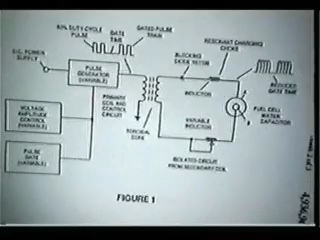 50% DUTY CYCLE
PULSE
GATE
TIME
GATED PULSE
TRAIN
D.C. POWER
SUPPLY
PULSE
GENERATOR
(VARIABLE)
BLOCKING
DIODE
RESONANT CHARGING
CHOKE
REDUCED
GATE TIME
INDUCTOR
FUEL CELL
WATER
CAPACITOR
VOLTAGE
AMPLITUDE
CONTROL
(VARIABLE)
PRIMARY
COIL AND
CONTROL
CIRCUIT
TOROIDAL
CORE
VARIABLE
INDUCTOR
PULSE
GATE
(VARIABLE)
ISOLATED CIRCUIT
FROM SECONDARY COIL
FIGURE 1